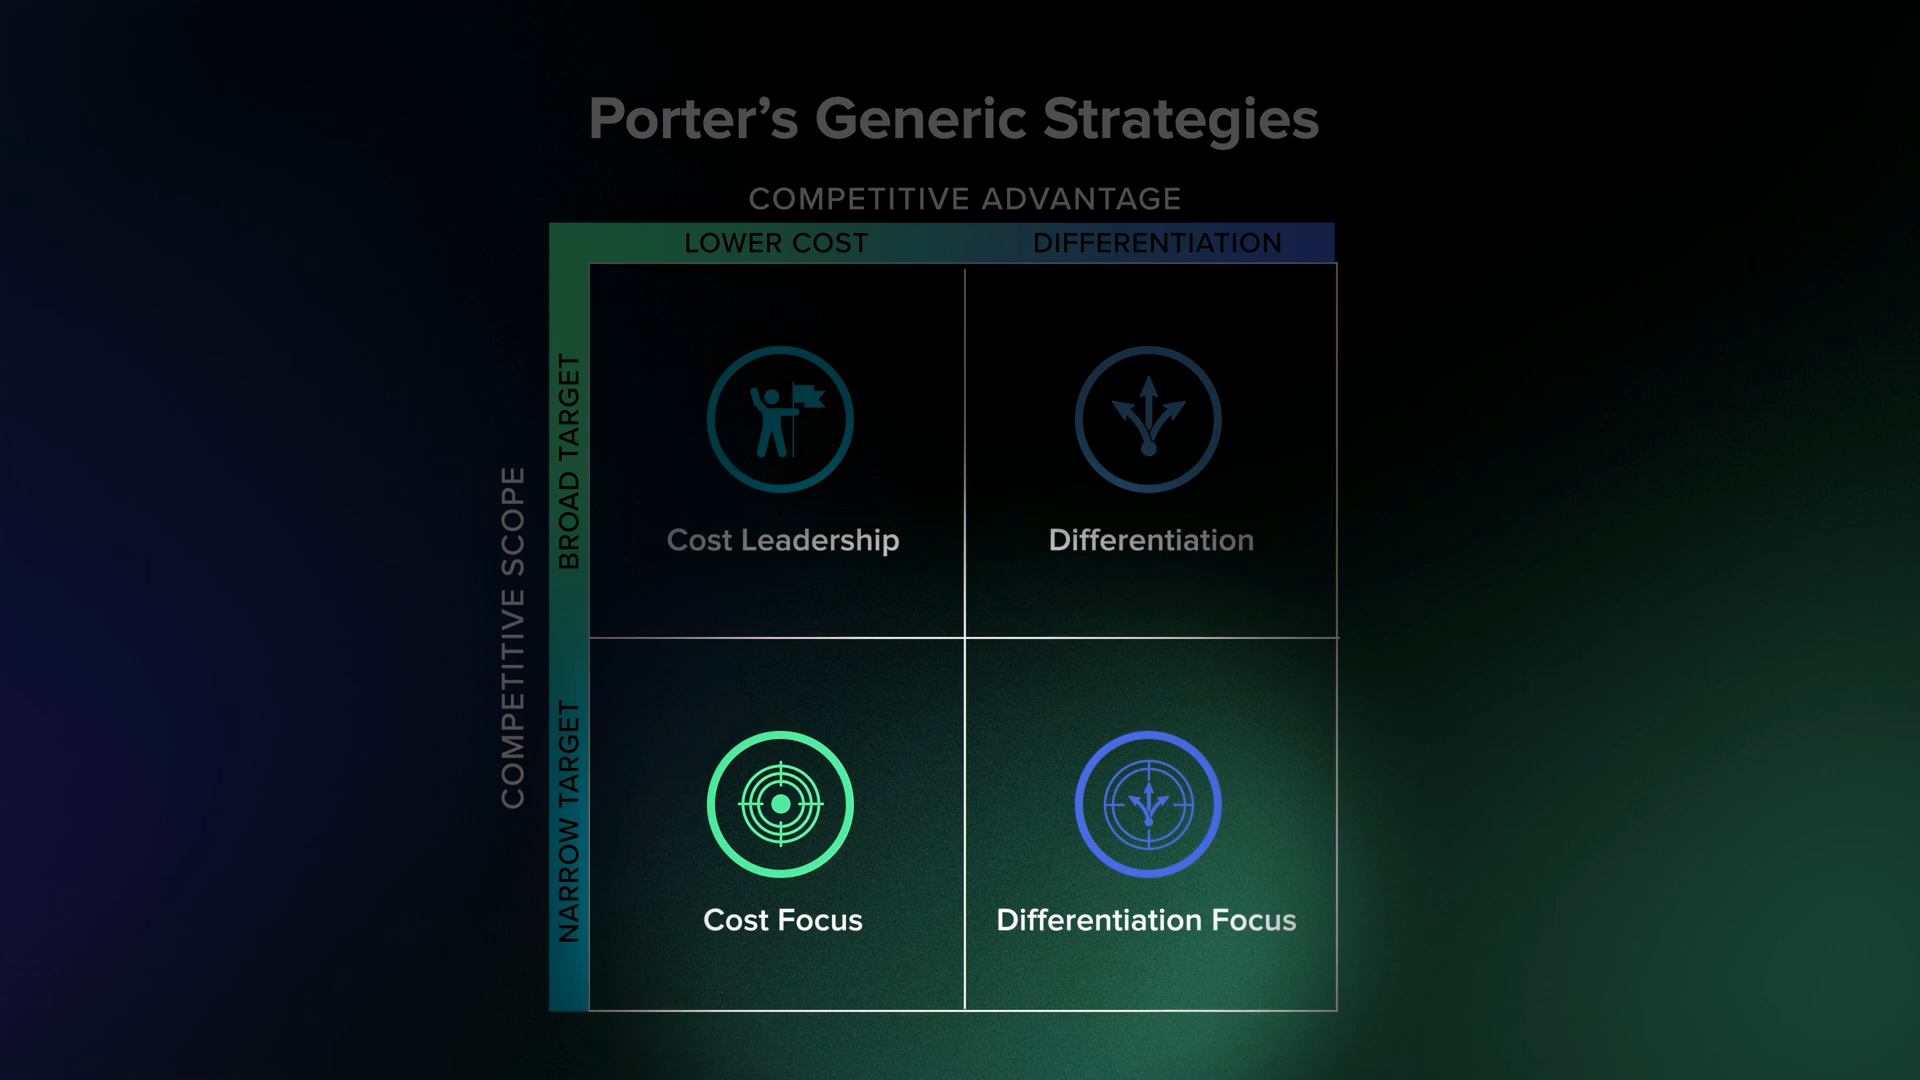 Porter’s Generic Strategies
COMPETITIVE ADVANTAGE
LOWER COST
DIFFERENTIATION
COMPETITIVE SCOPE
BROAD TARGET
Cost Leadership
Differentiation
NARROW TARGET
Cost Focus
Differentiation Focus